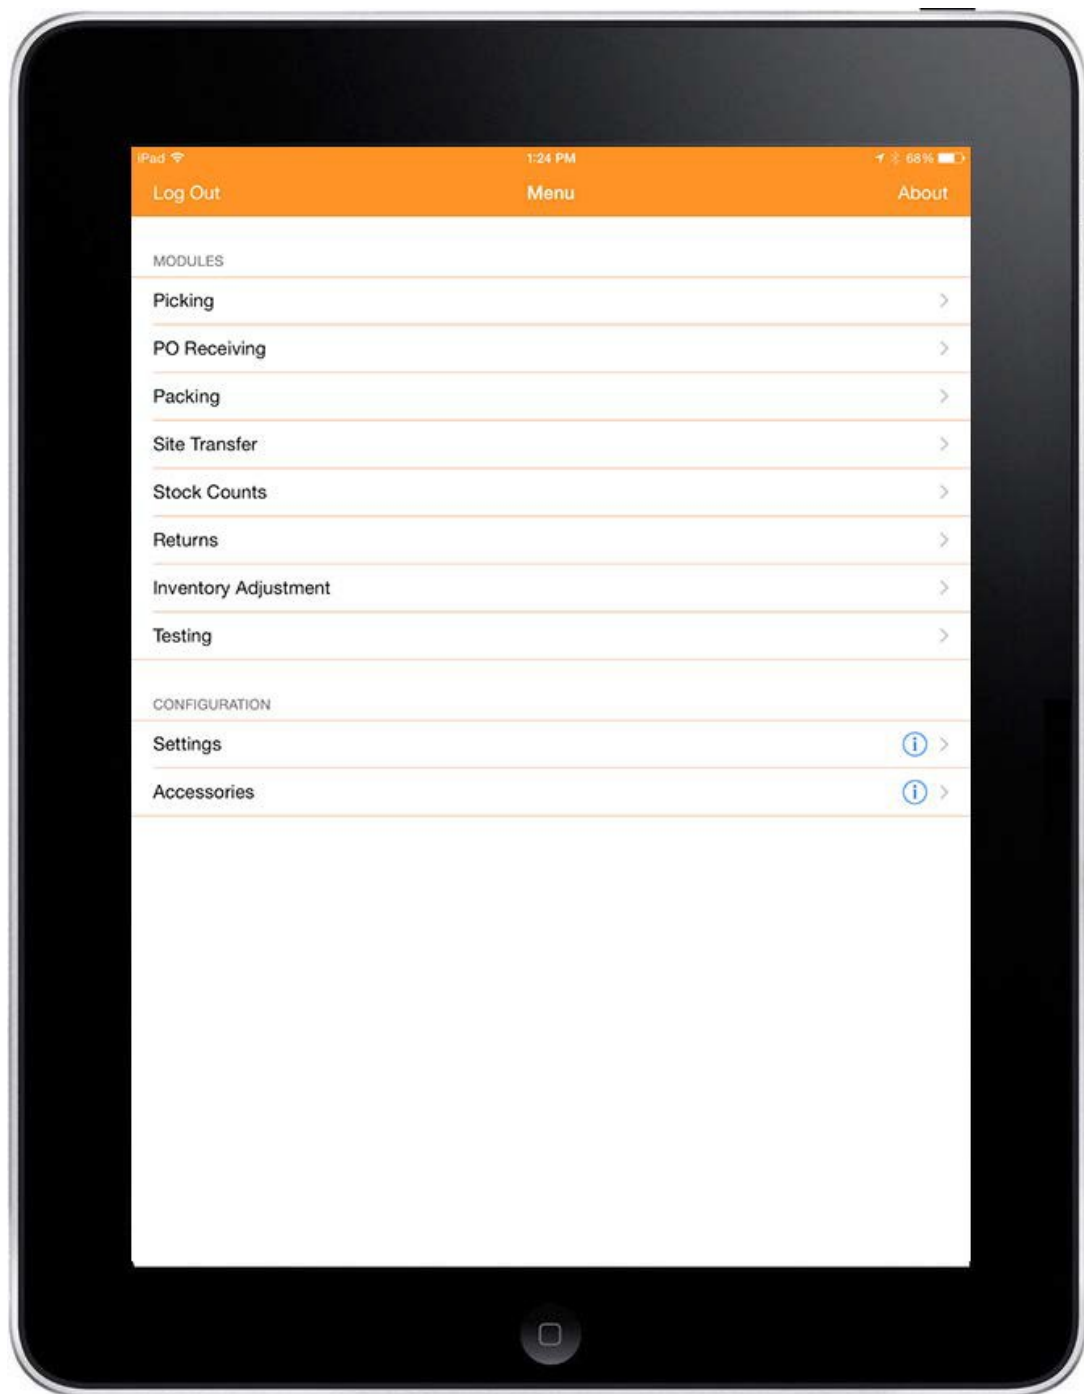 iPad 1:24 PM 68%
Log Out Menu About
MODULES
Picking
PO Receiving
Packing
Site Transfer
Stock Counts
Returns
Inventory Adjustment
Testing
CONFIGURATION
Settings
Accessories